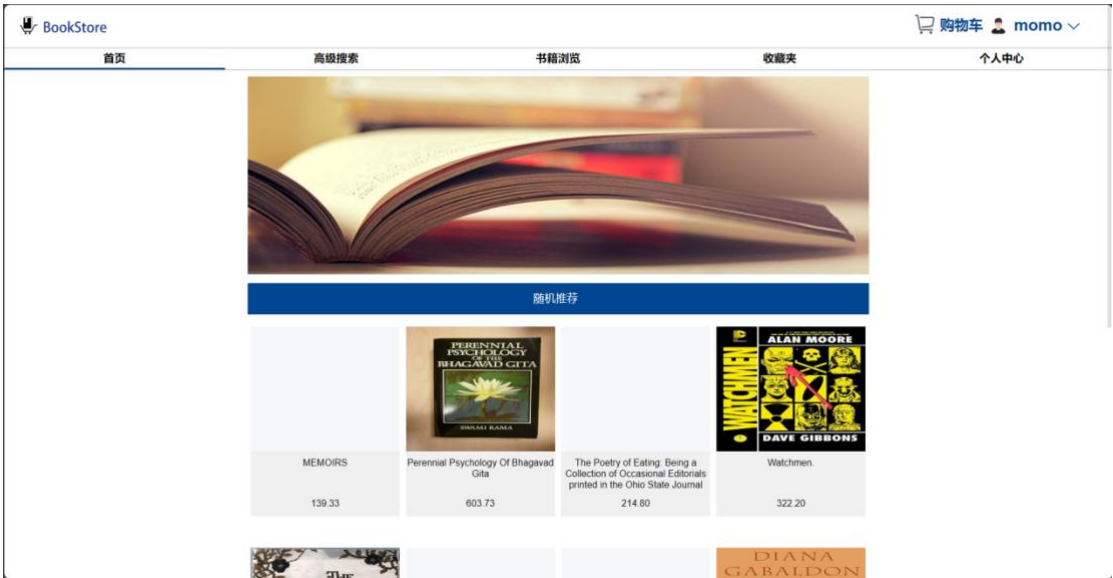 BookStore
购物车 momo
首页 高级搜索 书籍浏览 收藏夹 个人中心
随机推荐
PERENNIAL
PSYCHOLOGY
OF THE
BHAGAVAD GITA
SWAMI RAMA
ALAN MOORE
WATCHMEN
DAVE GIBBONS
MEMOIRS
139.33
Perennial Psychology Of Bhagavad
Gita
603.73
The Poetry of Eating: Being a
Collection of Occasional Editorials
printed in the Ohio State Journal
214.80
Watchmen.
322.20
THE
DIANA
GABALDON